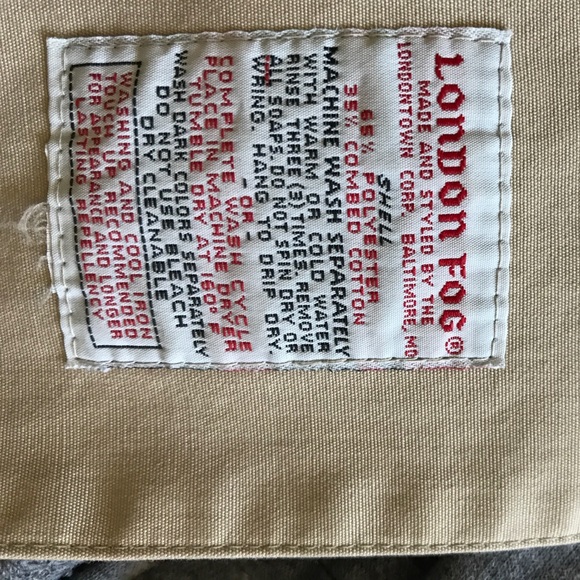 LONDON FOG®
MADE AND STYLED BY THE
LONDONTOWN CORP. BALTIMORE, MD
SHELL
65% POLYESTER
35% COMBED COTTON
MACHINE WASH SEPARATELY
WITH WARM OR COLD WATER
RINSE THREE (3) TIMES, REMOVE
ALL SOAPS. DO NOT SPIN DRY OR
WRING. HANG TO DRIP DRY.
-OR-
COMPLETE WASH CYCLE
PLACE IN MACHINE DRYER
TUMBLE DRY AT 160° F
WASH DARK COLORS SEPARATELY
DO NOT USE BLEACH
DRY CLEANABLE
WASHING AND COOL IRON
TOUCH UP RECOMMENDED
FOR APPEARANCE AND LONGER
LASTING REPELLENCY